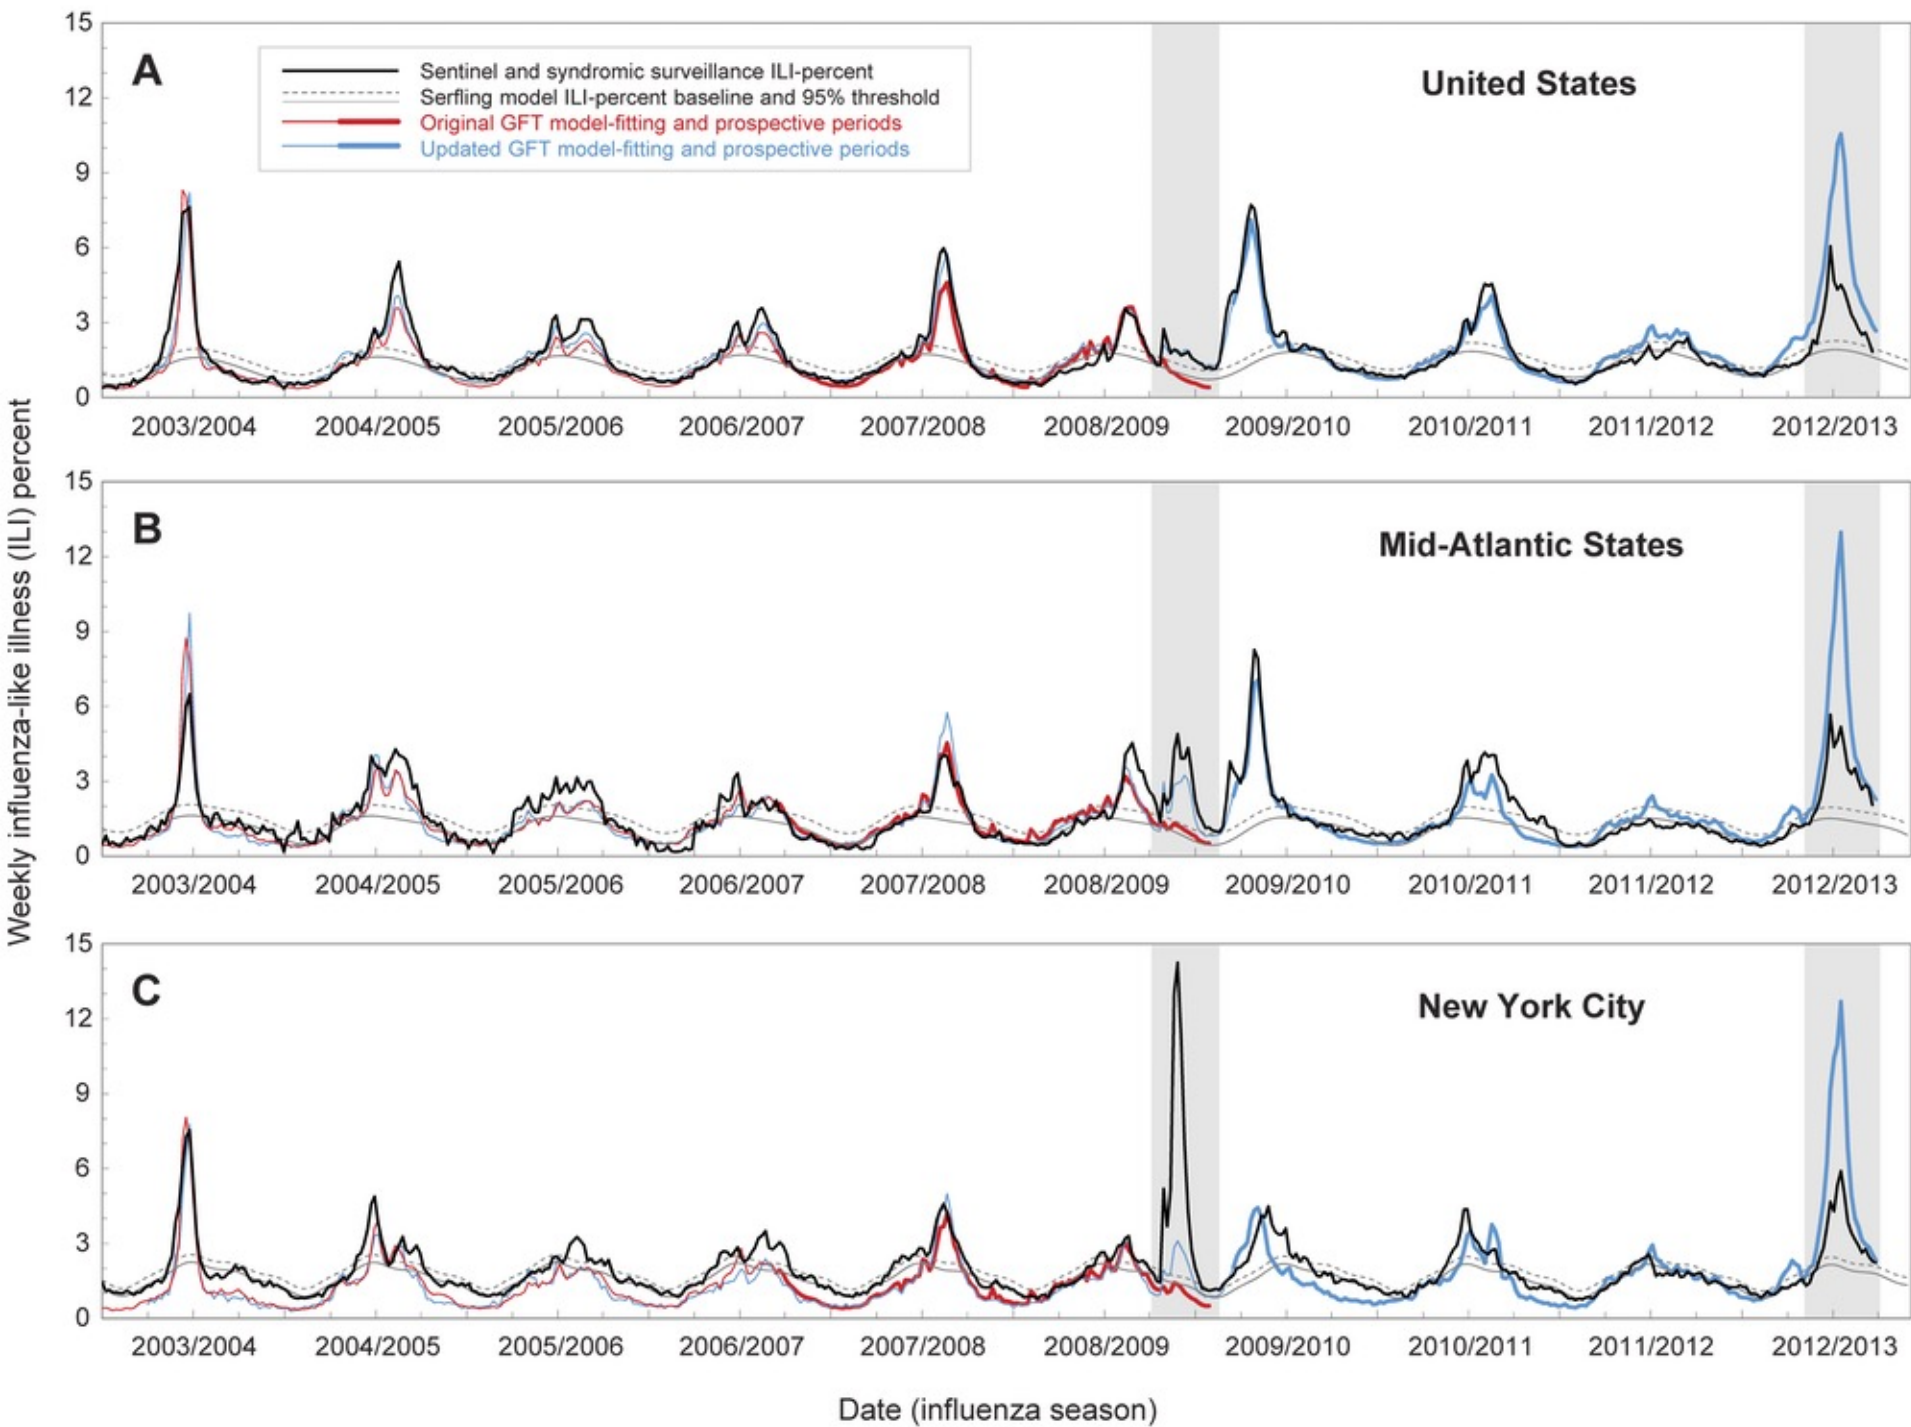 Weekly influenza-like illness (ILI) percent
15
12
9
6
3
0
A
Sentinel and syndromic surveillance ILI-percent
Serfling model ILI-percent baseline and 95% threshold
Original GFT model-fitting and prospective periods
Updated GFT model-fitting and prospective periods
United States
2003/2004 2004/2005 2005/2006 2006/2007 2007/2008 2008/2009 2009/2010 2010/2011 2011/2012 2012/2013
15
12
9
6
3
0
B
Mid-Atlantic States
2003/2004 2004/2005 2005/2006 2006/2007 2007/2008 2008/2009 2009/2010 2010/2011 2011/2012 2012/2013
15
12
9
6
3
0
C
New York City
2003/2004 2004/2005 2005/2006 2006/2007 2007/2008 2008/2009 2009/2010 2010/2011 2011/2012 2012/2013
Date (influenza season)